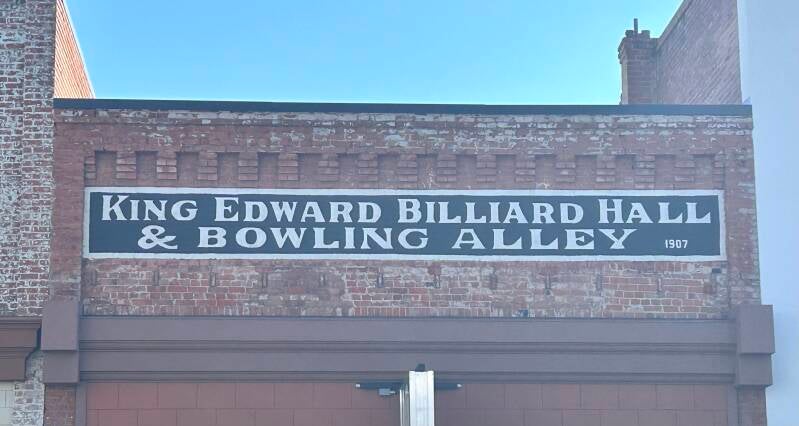 KING EDWARD BILLIARD HALL
& BOWLING ALLEY 1907